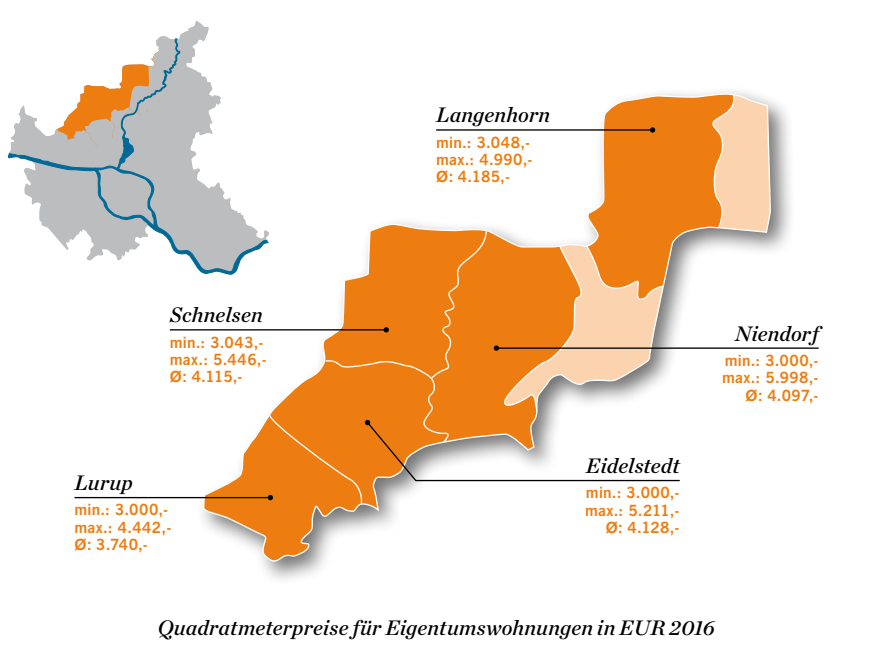 Langenhorn
min.: 3.048,-
max.: 4.990,-
Ø: 4.185,-
Schnelsen
min.: 3.043,-
max.: 5.446,-
Ø: 4.115,-
Niendorf
min.: 3.000,-
max.: 5.998,-
Ø: 4.097,-
Eidelstedt
min.: 3.000,-
max.: 5.211,-
Ø: 4.128,-
Lurup
min.: 3.000,-
max.: 4.442,-
Ø: 3.740,-
Quadratmeterpreise für Eigentumswohnungen in EUR 2016